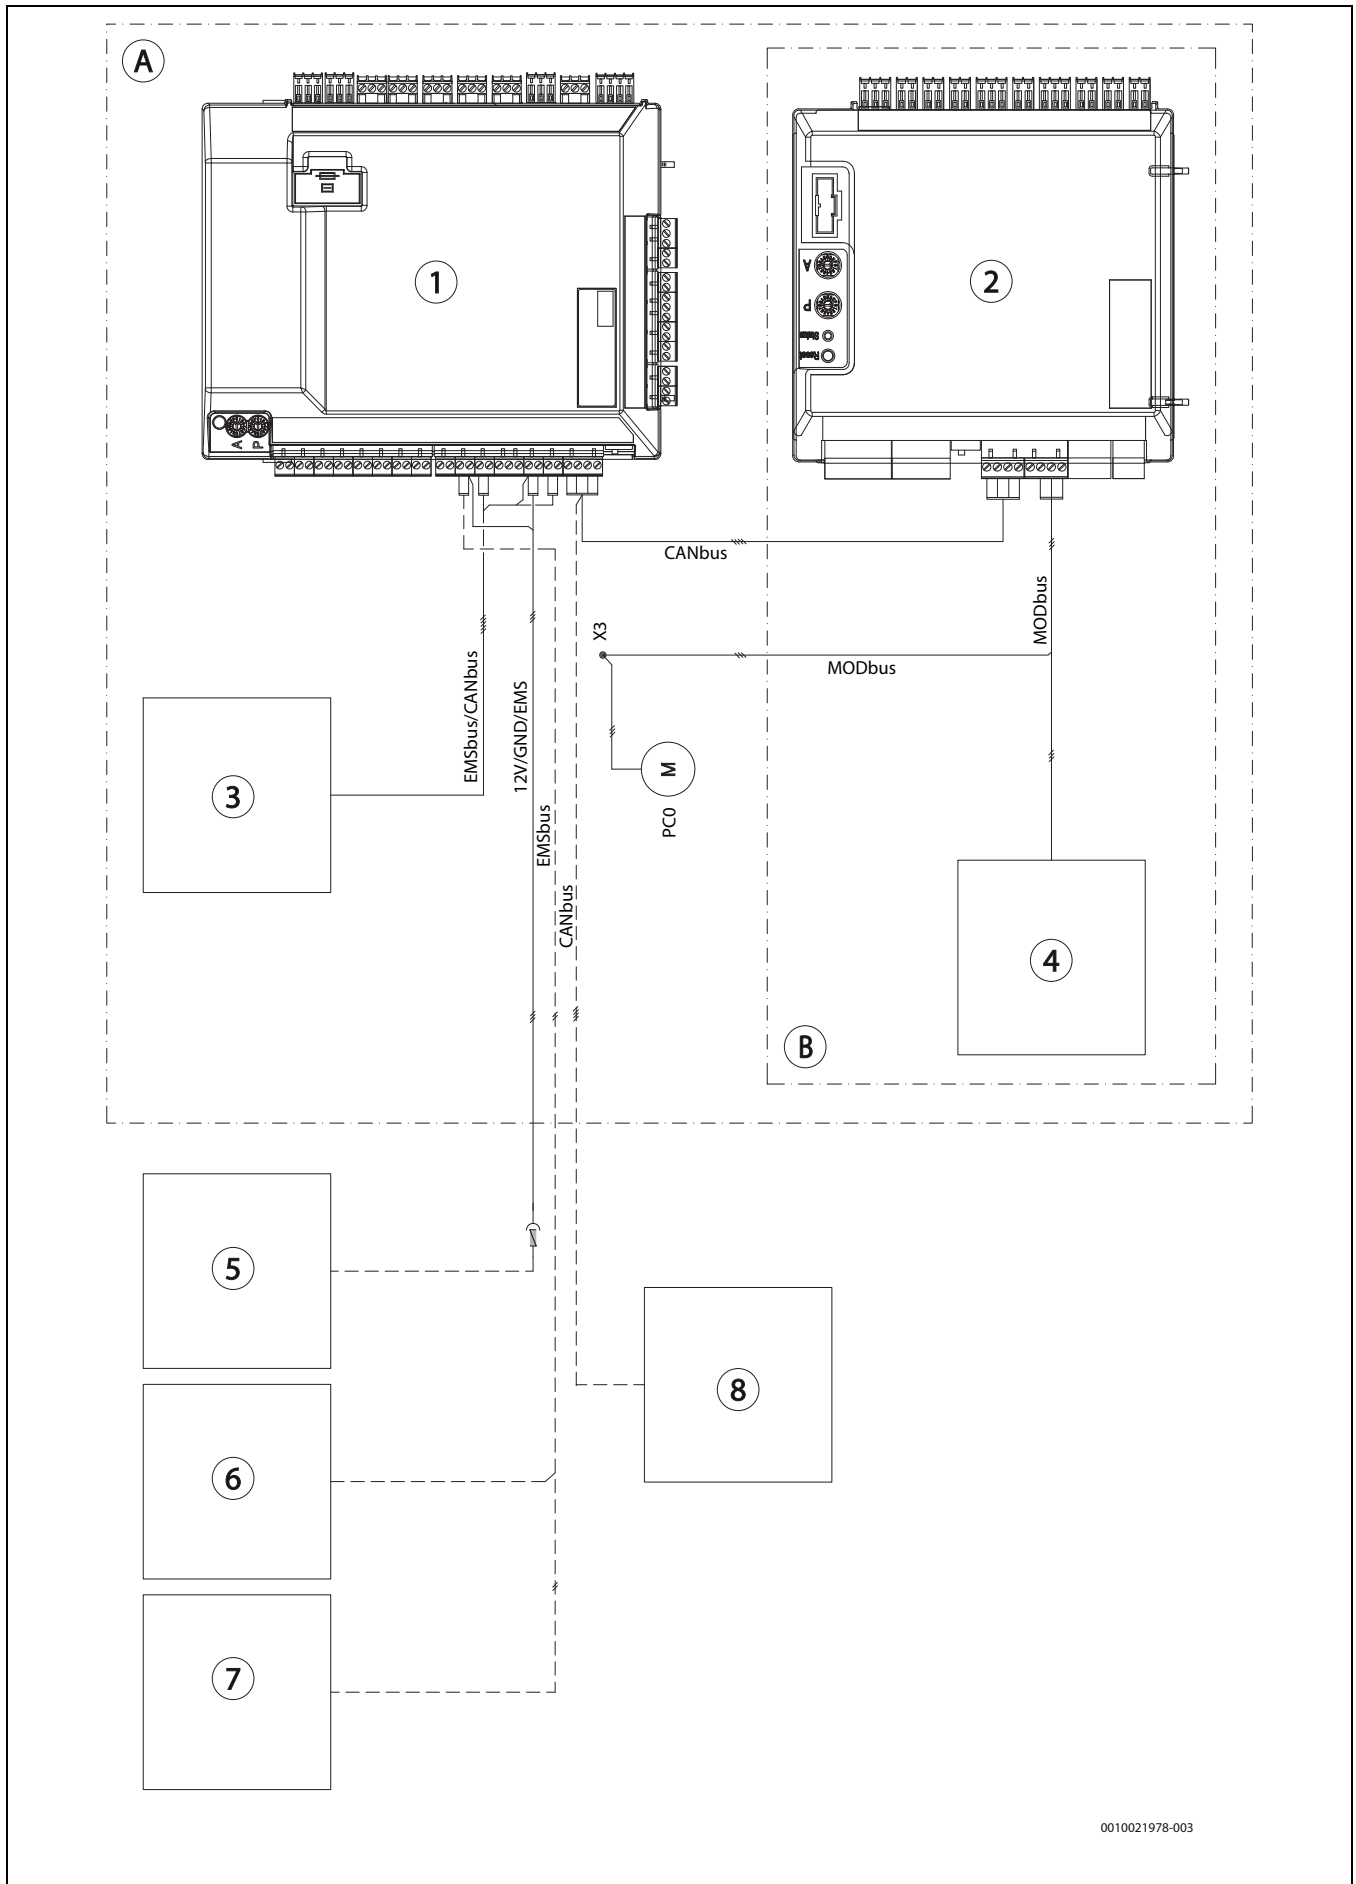 A
1
2
A
P
Status
Reset
A
P
CANbus
MODbus
X3
MODbus
EMSbus/CANbus
12V/GND/EMS
3
M
PC0
EMSbus
CANbus
4
B
5
8
6
7
0010021978-003